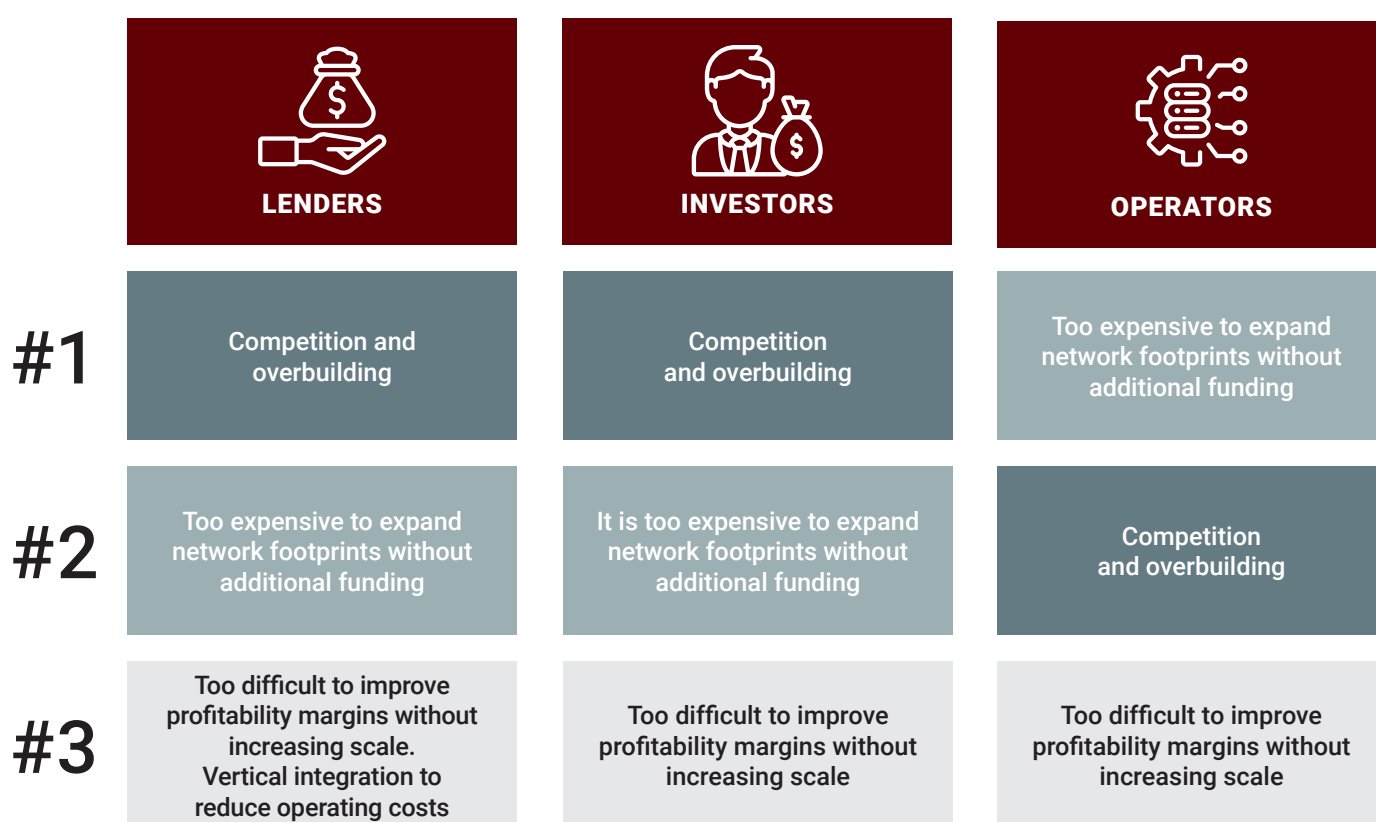 LENDERS
INVESTORS
OPERATORS
#1
Competition and
overbuilding
Competition
and overbuilding
Too expensive to expand
network footprints without
additional funding
#2
Too expensive to expand
network footprints without
additional funding
It is too expensive to expand
network footprints without
additional funding
Competition
and overbuilding
#3
Too difficult to improve
profitability margins without
increasing scale.
Vertical integration to
reduce operating costs
Too difficult to improve
profitability margins without
increasing scale
Too difficult to improve
profitability margins without
increasing scale